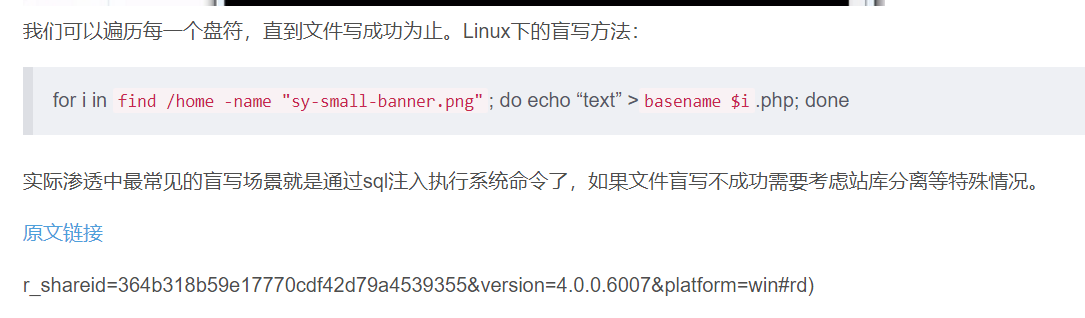 我们可以遍历每一个盘符，直到文件写成功为止。Linux下的盲写方法：
for i in find /home -name "sy-small-banner.png" ; do echo “text” > basename $i .php; done
实际渗透中最常见的盲写场景就是通过sql注入执行系统命令了，如果文件盲写不成功需要考虑站库分离等特殊情况。
原文链接
r_shareid=364b318b59e17770cdf42d79a4539355&version=4.0.0.6007&platform=win#rd)